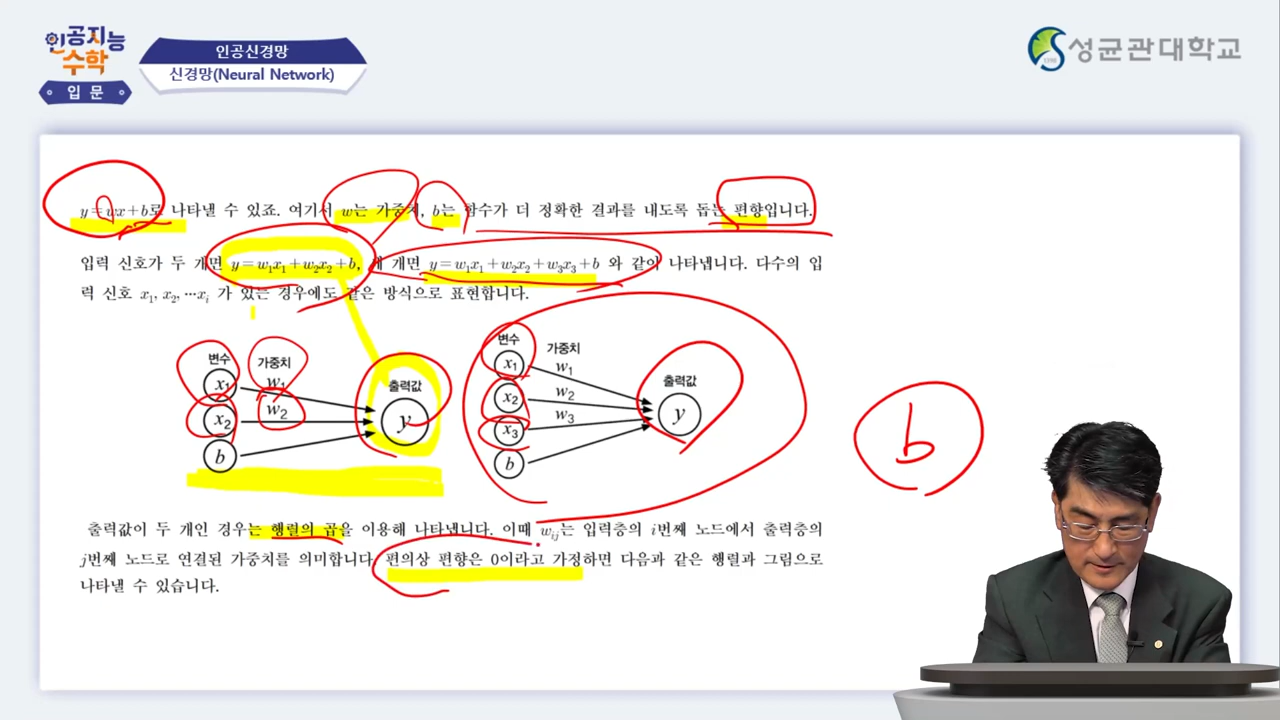 인공지능
수학
입문
인공신경망
신경망(Neural Network)
성균관대학교
y=wx+b로 나타낼 수 있죠. 여기서 w는 가중치, b는 함수가 더 정확한 결과를 내도록 돕는 편향입니다.
입력 신호가 두 개면 y=w₁x₁+w₂x₂+b, 세 개면 y=w₁x₁+w₂x₂+w₃x₃+b 와 같이 나타냅니다. 다수의 입
력 신호 x₁, x₂, ⋯xᵢ 가 있는 경우에도 같은 방식으로 표현합니다.
변수 가중치 출력값
x₁ w₁
x₂ w₂ y
b
변수 가중치 출력값
x₁ w₁
x₂ w₂ y
x₃ w₃
b
b
출력값이 두 개인 경우는 행렬의 곱을 이용해 나타냅니다. 이때 wᵢⱼ는 입력층의 i번째 노드에서 출력층의
j번째 노드로 연결된 가중치를 의미합니다. 편의상 편향은 0이라고 가정하면 다음과 같은 행렬과 그림으로
나타낼 수 있습니다.